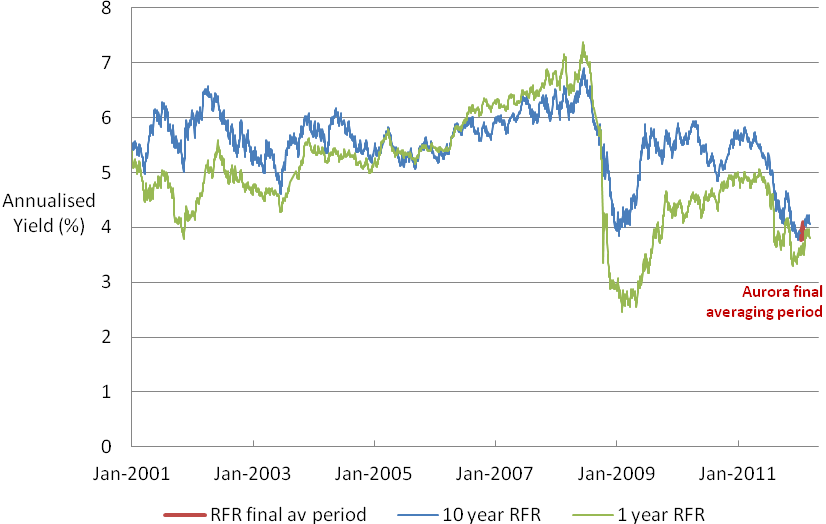 8
7
6
5
Annualised
Yield (%)
4
3
Aurora final
averaging period
2
1
0
Jan-2001 Jan-2003 Jan-2005 Jan-2007 Jan-2009 Jan-2011
RFR final av period 10 year RFR 1 year RFR